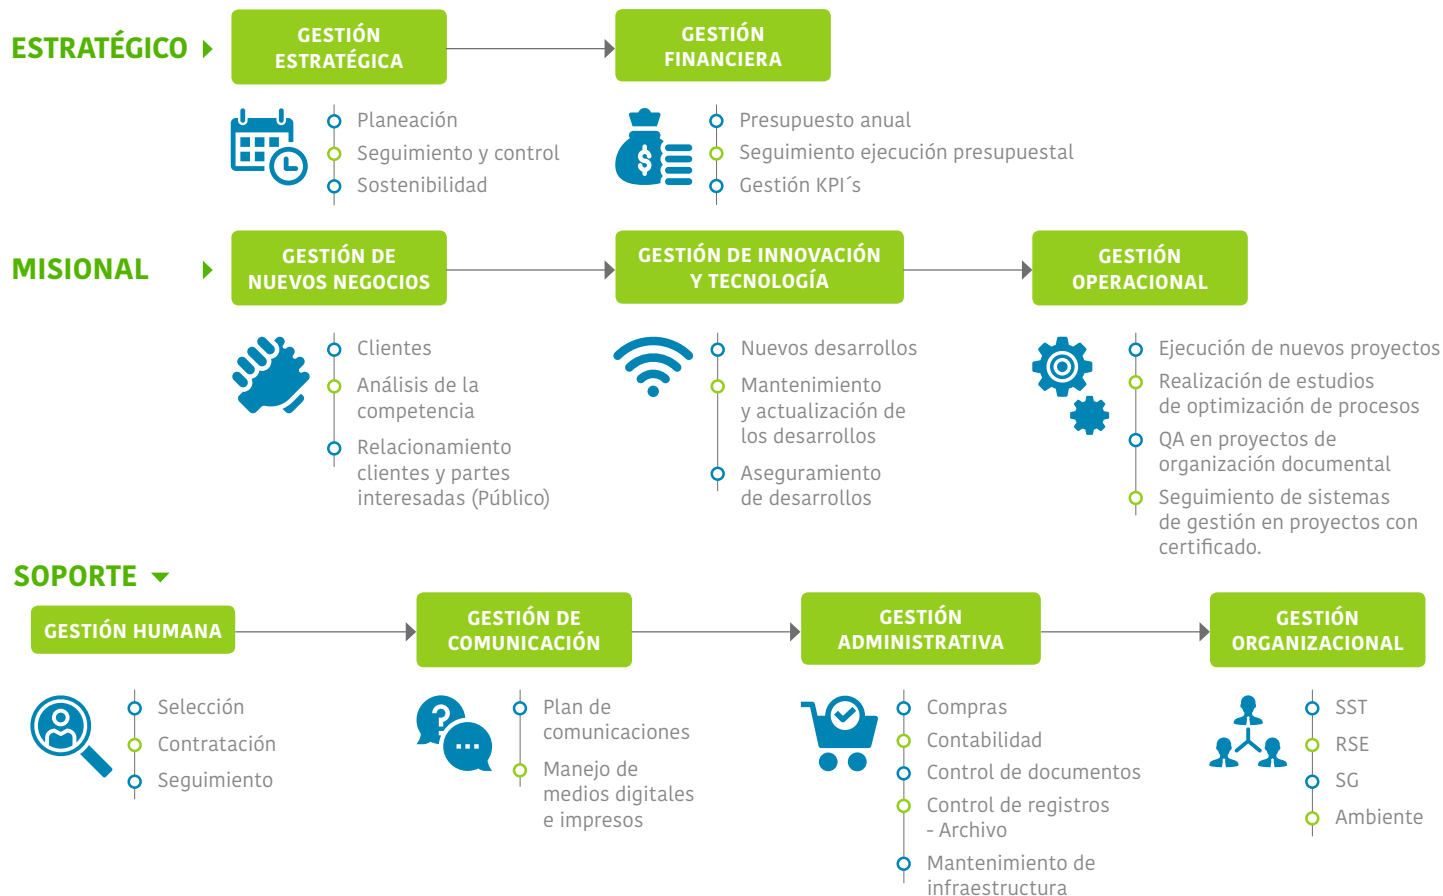 ESTRATÉGICO
GESTIÓN
ESTRATÉGICA
Planeación
Seguimiento y control
Sostenibilidad
GESTIÓN
FINANCIERA
$
Presupuesto anual
Seguimiento ejecución presupuestal
Gestión KPI´s
MISIONAL
GESTIÓN DE
NUEVOS NEGOCIOS
Clientes
Análisis de la
competencia
Relacionamiento
clientes y partes
interesadas (Público)
GESTIÓN DE INNOVACIÓN
Y TECNOLOGÍA
Nuevos desarrollos
Mantenimiento
y actualización de
los desarrollos
Aseguramiento
de desarrollos
GESTIÓN
OPERACIONAL
Ejecución de nuevos proyectos
Realización de estudios
de optimización de procesos
QA en proyectos de
organización documental
Seguimiento de sistemas
de gestión en proyectos con
certificado.
SOPORTE
GESTIÓN HUMANA
Selección
Contratación
Seguimiento
GESTIÓN DE
COMUNICACIÓN
?
...
Plan de
comunicaciones
Manejo de
medios digitales
e impresos
GESTIÓN
ADMINISTRATIVA
Compras
Contabilidad
Control de documentos
Control de registros
- Archivo
Mantenimiento de
infraestructura
GESTIÓN
ORGANIZACIONAL
SST
RSE
SG
Ambiente